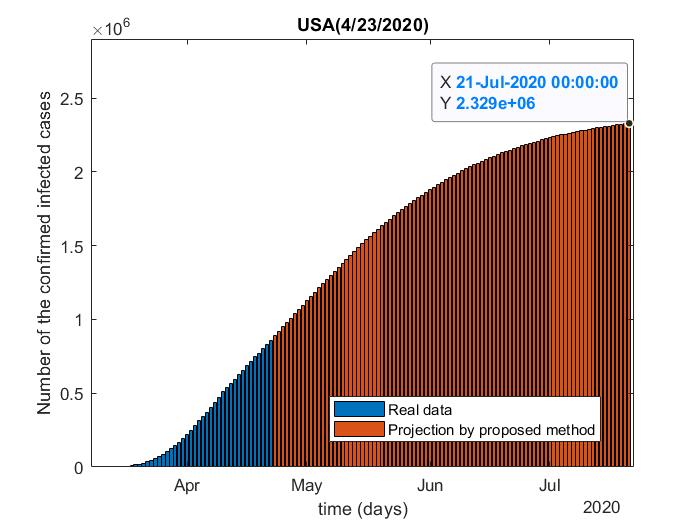 USA(4/23/2020)
×10⁶
X 21-Jul-2020 00:00:00
Y 2.329e+06
2.5
2
1.5
1
0.5
0
Number of the confirmed infected cases
Real data
Projection by proposed method
Apr May Jun Jul
time (days)
2020